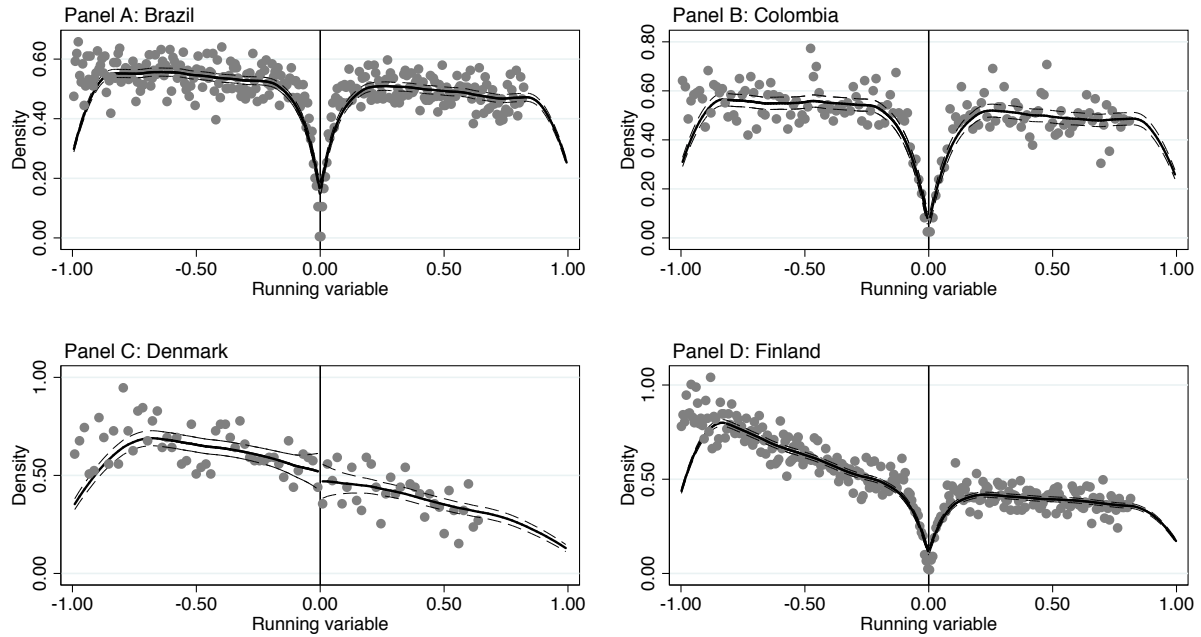 Panel A: Brazil
Density
0.60
0.40
0.20
0.00
-1.00 -0.50 0.00 0.50 1.00
Running variable
Panel B: Colombia
Density
0.80
0.60
0.40
0.20
0.00
-1.00 -0.50 0.00 0.50 1.00
Running variable
Panel C: Denmark
Density
1.00
0.50
0.00
-1.00 -0.50 0.00 0.50 1.00
Running variable
Panel D: Finland
Density
1.00
0.50
0.00
-1.00 -0.50 0.00 0.50 1.00
Running variable